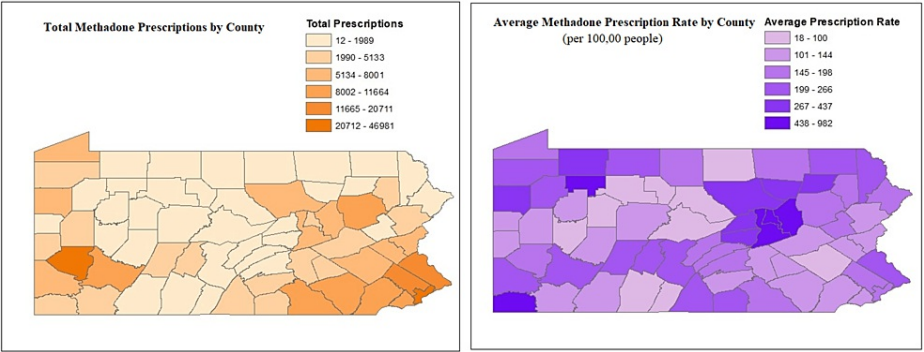 Total Methadone Prescriptions by County
Total Prescriptions
12 - 1989
1990 - 5133
5134 - 8001
8002 - 11664
11665 - 20711
20712 - 46981
Average Methadone Prescription Rate by County
(per 100,00 people)
Average Prescription Rate
18 - 100
101 - 144
145 - 198
199 - 266
267 - 437
438 - 982